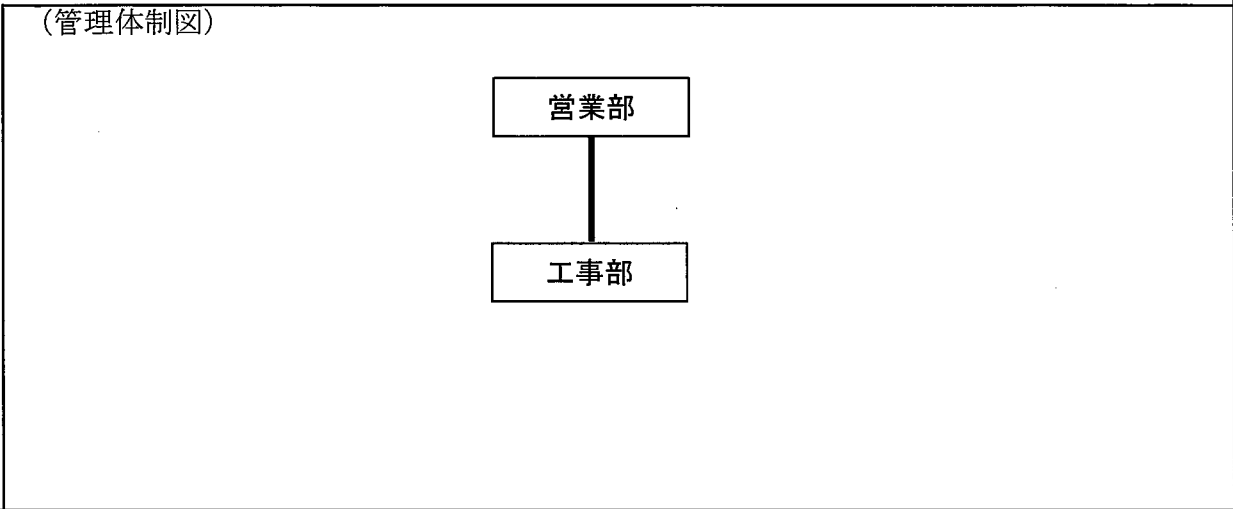 （管理体制図）
営業部
工事部